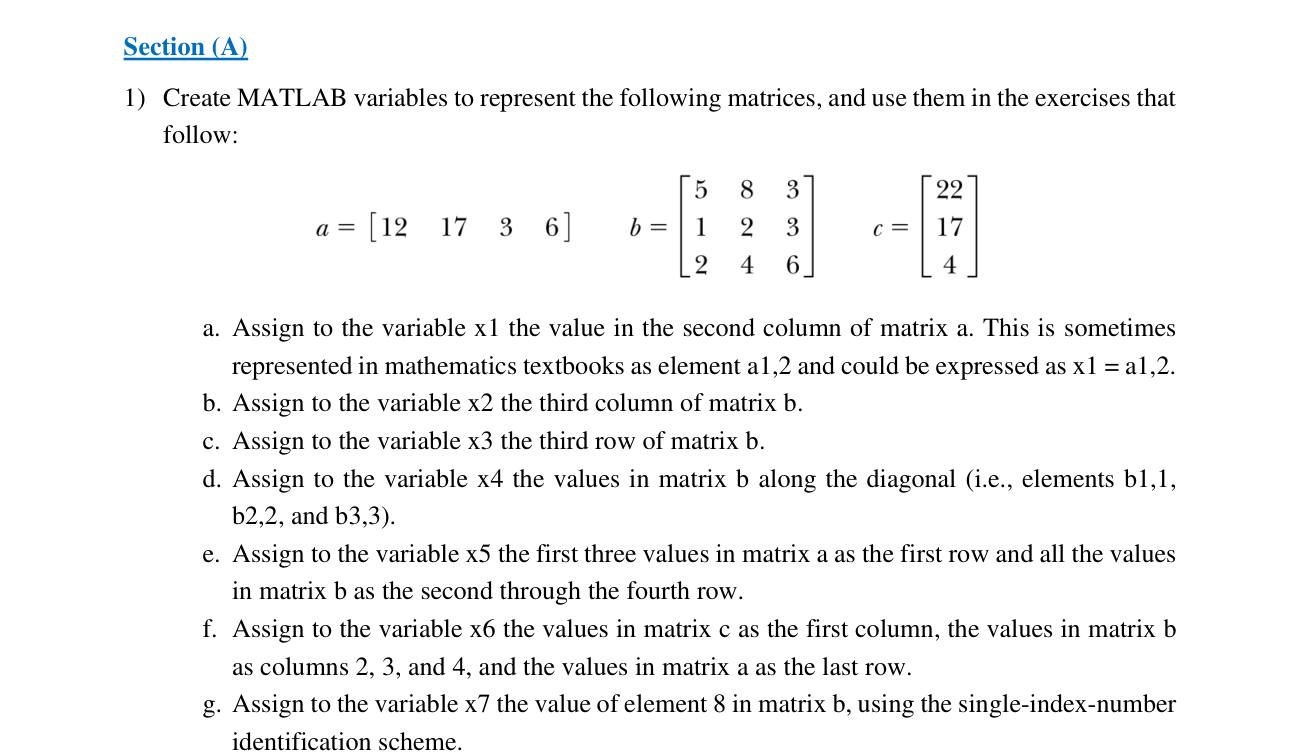 Section (A)
1) Create MATLAB variables to represent the following matrices, and use them in the exercises that
follow:
a = [12 17 3 6] b = [5 8 3 c = [22
1 2 3 17
2 4 6] 4]
a. Assign to the variable x1 the value in the second column of matrix a. This is sometimes
represented in mathematics textbooks as element a1,2 and could be expressed as x1 = a1,2.
b. Assign to the variable x2 the third column of matrix b.
c. Assign to the variable x3 the third row of matrix b.
d. Assign to the variable x4 the values in matrix b along the diagonal (i.e., elements b1,1,
b2,2, and b3,3).
e. Assign to the variable x5 the first three values in matrix a as the first row and all the values
in matrix b as the second through the fourth row.
f. Assign to the variable x6 the values in matrix c as the first column, the values in matrix b
as columns 2, 3, and 4, and the values in matrix a as the last row.
g. Assign to the variable x7 the value of element 8 in matrix b, using the single-index-number
identification scheme.